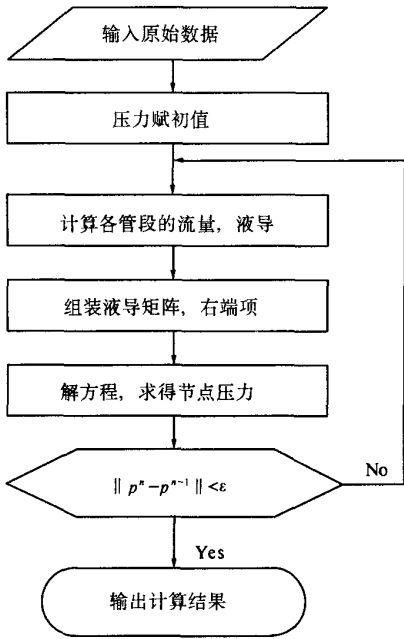 输入原始数据
压力赋初值
计算各管段的流量，液导
组装液导矩阵，右端项
解方程，求得节点压力
‖ pⁿ-pⁿ⁻¹ ‖<ε
No
Yes
输出计算结果